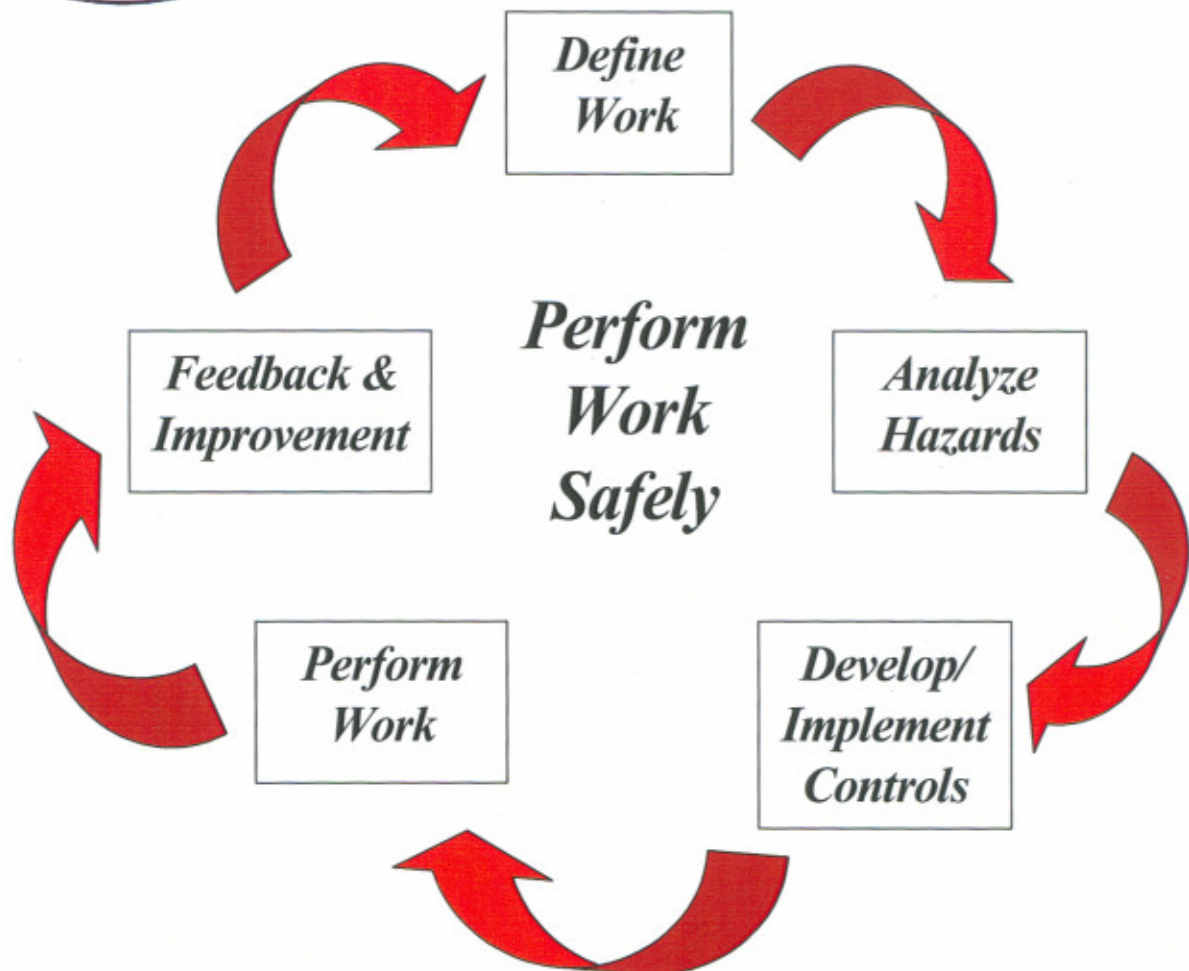 Define
Work
Perform
Work
Safely
Analyze
Hazards
Develop/
Implement
Controls
Perform
Work
Feedback &
Improvement